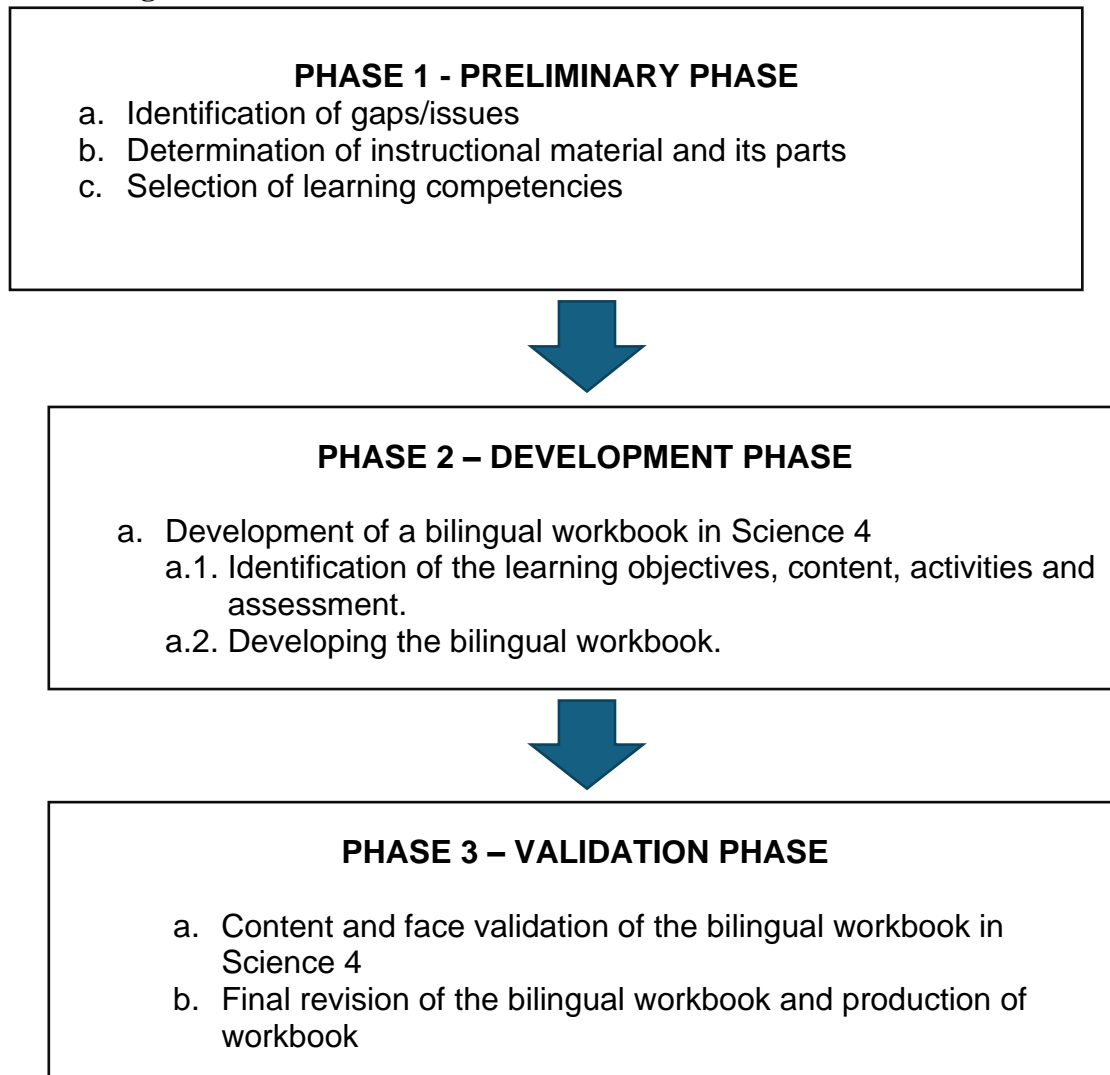 PHASE 1 - PRELIMINARY PHASE
a. Identification of gaps/issues
b. Determination of instructional material and its parts
c. Selection of learning competencies
PHASE 2 – DEVELOPMENT PHASE
a. Development of a bilingual workbook in Science 4
a.1. Identification of the learning objectives, content, activities and
assessment.
a.2. Developing the bilingual workbook.
PHASE 3 – VALIDATION PHASE
a. Content and face validation of the bilingual workbook in
Science 4
b. Final revision of the bilingual workbook and production of
workbook